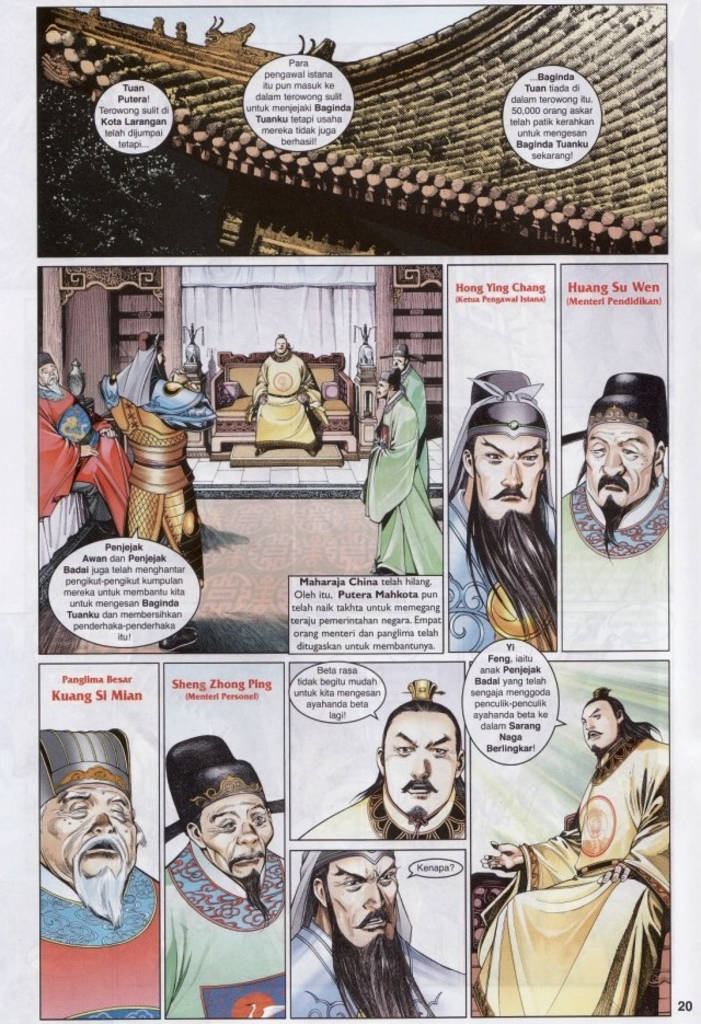 Tuan
Putera!
Terowong sulit di
Kota Larangan
telah dijumpai
tetapi...
Para
pengawal istana
itu pun masuk ke
dalam terowong sulit
untuk menjejaki Baginda
Tuanku tetapi usaha
mereka tidak juga
berhasil!
...Baginda
Tuan tiada di
dalam terowong itu.
50,000 orang askar
telah patik kerahkan
untuk mengesan
Baginda Tuanku
sekarang!
Penjejak
Awan dan Penjejak
Badai juga telah menghantar
pengikut-pengikut kumpulan
mereka untuk membantu kita
untuk mengesan Baginda
Tuanku dan membersihkan
penderhaka-penderhaka
itu!
Maharaja China telah hilang.
Oleh itu, Putera Mahkota pun
telah naik takhta untuk memegang
teraju pemerintahan negara. Empat
orang menteri dan panglima telah
ditugaskan untuk membantunya.
Hong Ying Chang
(Ketua Pengawal Istana)
Huang Su Wen
(Menteri Pendidikan)
Panglima Besar
Kuang Si Mian
Sheng Zhong Ping
(Menteri Personel)
Beta rasa
tidak begitu mudah
untuk kita mengesan
ayahanda beta
lagi!
Kenapa?
Yi
Feng, iaitu
anak Penjejak
Badai yang telah
sengaja menggoda
penculik-penculik
ayahanda beta ke
dalam Sarang
Naga
Berlingkar!
20